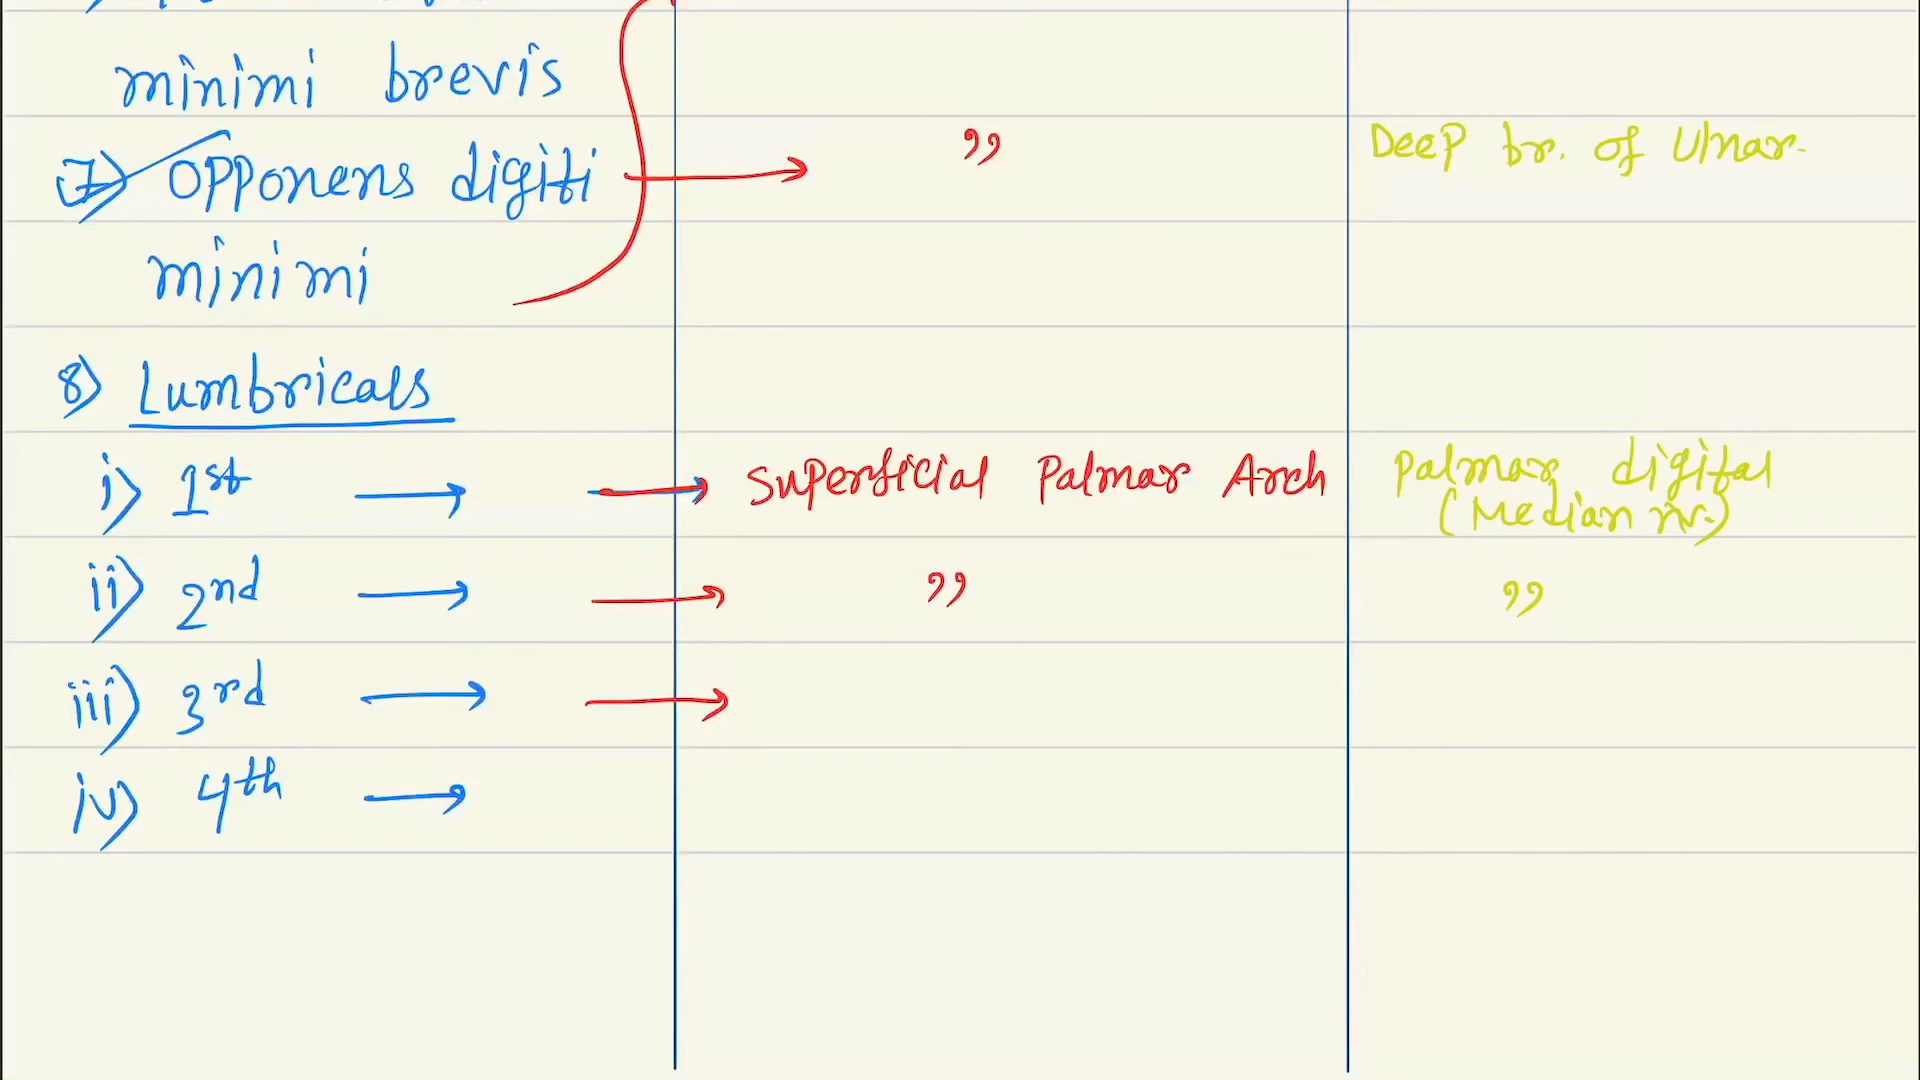 minimi brevis
7) Opponens digiti → " Deep br. of Ulnar.
minimi
8) Lumbricals
i) 1st → → Superficial Palmar Arch Palmar digital
(Median nr.)
ii) 2nd → → " "
iii) 3rd → →
iv) 4th →